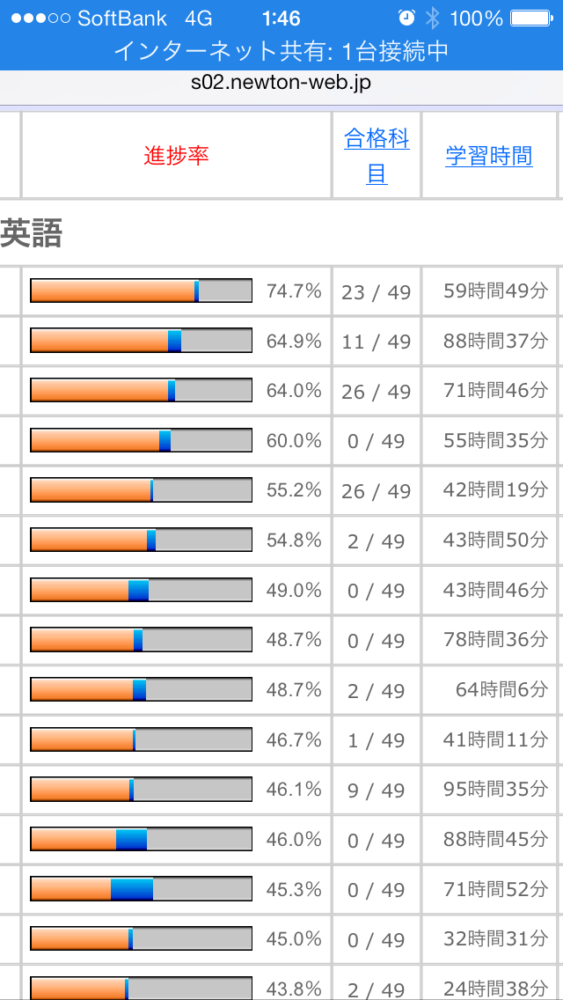 SoftBank 4G 1:46 100%
インターネット共有: 1台接続中
s02.newton-web.jp
進捗率 合格科目 学習時間
英語
74.7% 23 / 49 59時間49分
64.9% 11 / 49 88時間37分
64.0% 26 / 49 71時間46分
60.0% 0 / 49 55時間35分
55.2% 26 / 49 42時間19分
54.8% 2 / 49 43時間50分
49.0% 0 / 49 43時間46分
48.7% 0 / 49 78時間36分
48.7% 2 / 49 64時間6分
46.7% 1 / 49 41時間11分
46.1% 9 / 49 95時間35分
46.0% 0 / 49 88時間45分
45.3% 0 / 49 71時間52分
45.0% 0 / 49 32時間31分
43.8% 2 / 49 24時間38分